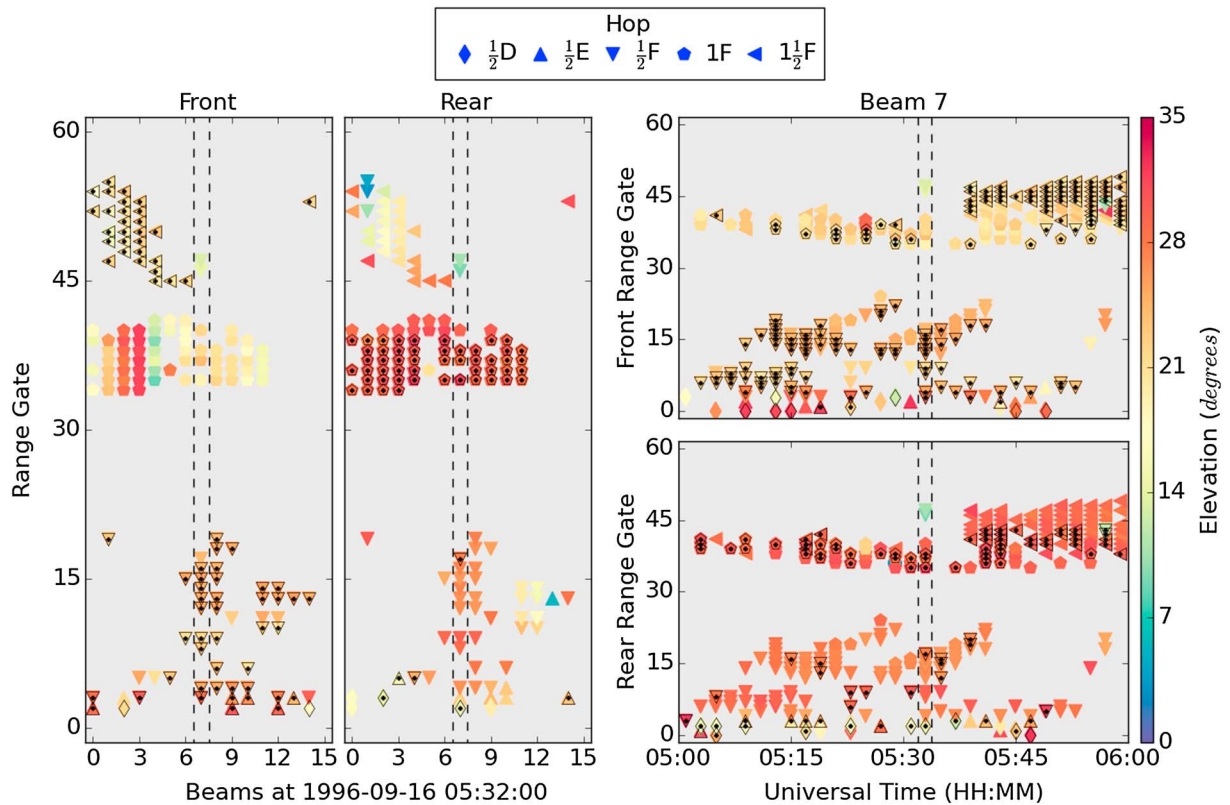 Hop
½D ½E ½F 1F 1½F
Front
Rear
Beam 7
60
45
30
15
0
Range Gate
0 3 6 9 12 15
0 3 6 9 12 15
Beams at 1996-09-16 05:32:00
60
45
30
15
0
Front Range Gate
60
45
30
15
0
Rear Range Gate
05:00 05:15 05:30 05:45 06:00
Universal Time (HH:MM)
35
28
21
14
7
0
Elevation (degrees)